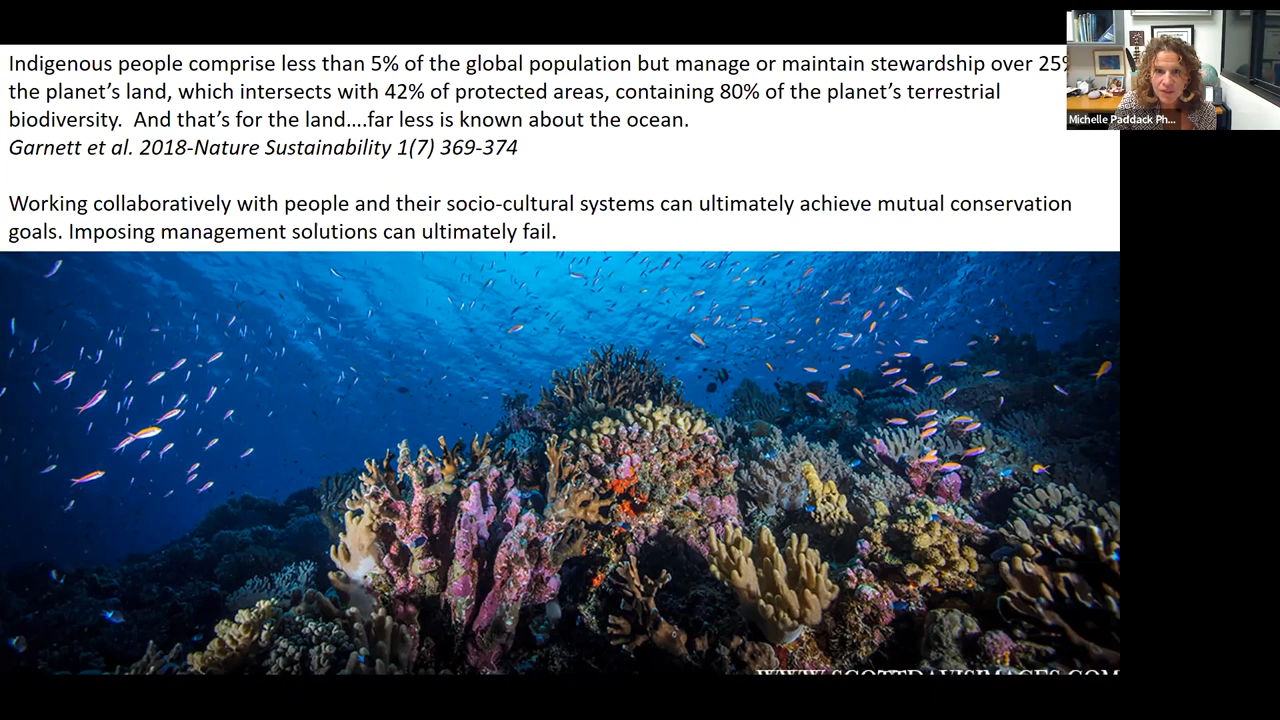 Indigenous people comprise less than 5% of the global population but manage or maintain stewardship over 25%
the planet's land, which intersects with 42% of protected areas, containing 80% of the planet's terrestrial
biodiversity.  And that's for the land….far less is known about the ocean.
Garnett et al. 2018-Nature Sustainability 1(7) 369-374
Working collaboratively with people and their socio-cultural systems can ultimately achieve mutual conservation
goals. Imposing management solutions can ultimately fail.
Michelle Paddack Ph...
WWW.SCOTTDAVISIMAGES.COM